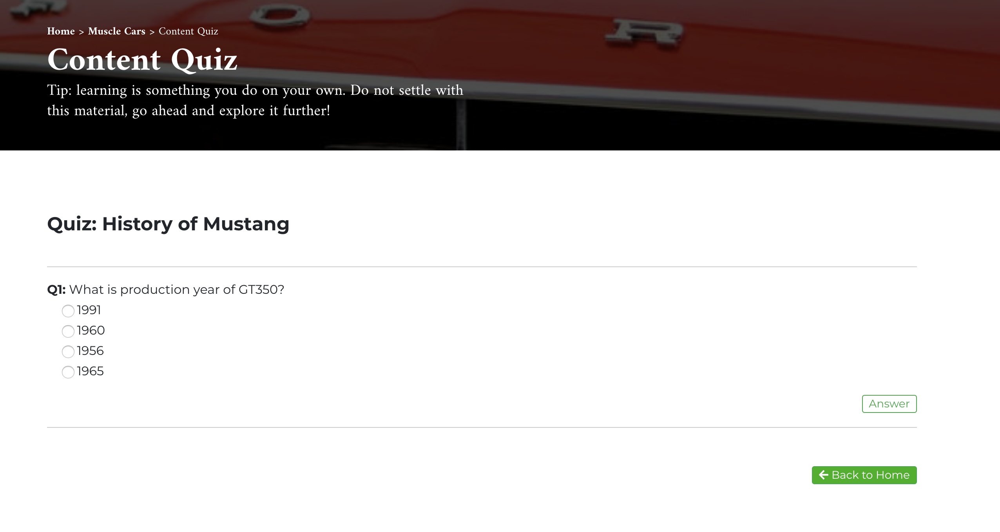 F O R
Home > Muscle Cars > Content Quiz
Content Quiz
Tip: learning is something you do on your own. Do not settle with
this material, go ahead and explore it further!
Quiz: History of Mustang
Q1: What is production year of GT350?
1991
1960
1956
1965
Answer
Back to Home